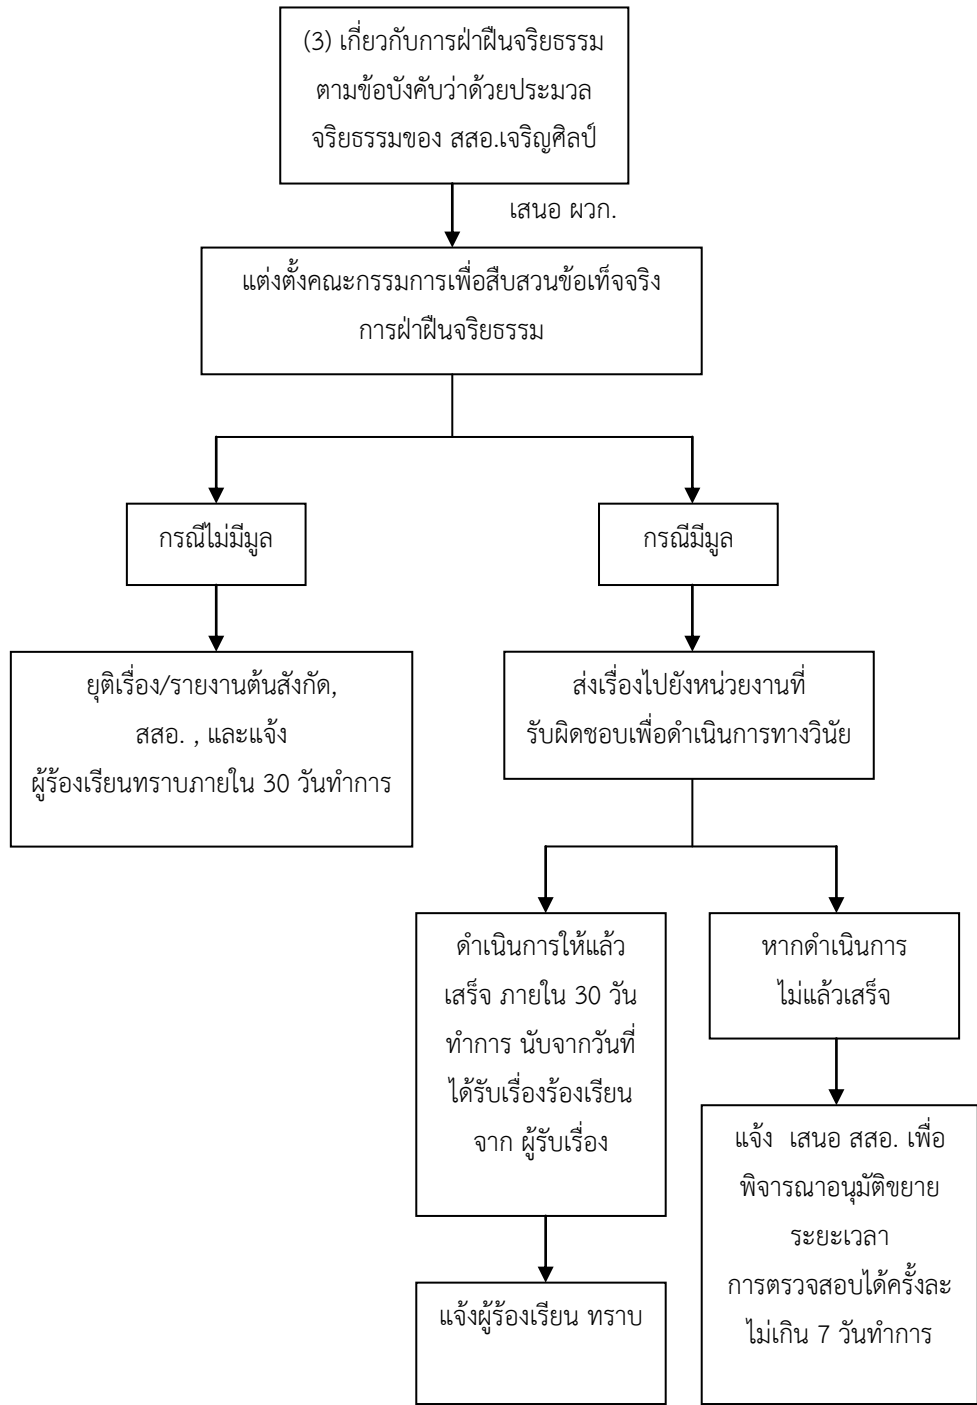 (3) เกี่ยวกับการฝ่าฝืนจริยธรรม
ตามข้อบังคับว่าด้วยประมวล
จริยธรรมของ สสอ.เจริญศิลป์
เสนอ ผวก.
แต่งตั้งคณะกรรมการเพื่อสืบสวนข้อเท็จจริง
การฝ่าฝืนจริยธรรม
กรณีไม่มีมูล
กรณีมีมูล
ยุติเรื่อง/รายงานต้นสังกัด,
สสอ. , และแจ้ง
ผู้ร้องเรียนทราบภายใน 30 วันทำการ
ส่งเรื่องไปยังหน่วยงานที่
รับผิดชอบเพื่อดำเนินการทางวินัย
ดำเนินการให้แล้ว
เสร็จ ภายใน 30 วัน
ทำการ นับจากวันที่
ได้รับเรื่องร้องเรียน
จาก ผู้รับเรื่อง
หากดำเนินการ
ไม่แล้วเสร็จ
แจ้งผู้ร้องเรียน ทราบ
แจ้ง เสนอ สสอ. เพื่อ
พิจารณาอนุมัติขยาย
ระยะเวลา
การตรวจสอบได้ครั้งละ
ไม่เกิน 7 วันทำการ